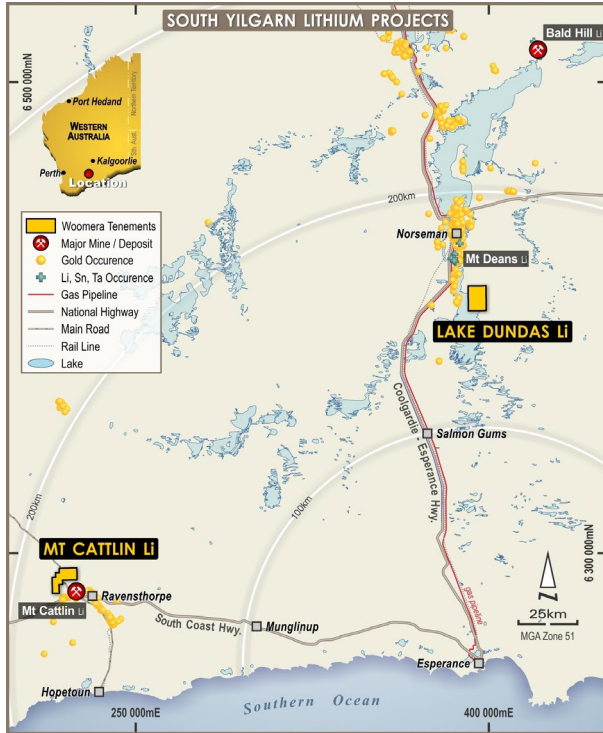 SOUTH YILGARN LITHIUM PROJECTS
Bald Hill Li
6 500 000mN
Port Hedland
Northern Territory
WESTERN
AUSTRALIA
Kalgoorlie
Sth. Aust.
Perth
Location
200km
Norseman
Mt Deans Li
Woomera Tenements
Major Mine / Deposit
Gold Occurence
Li, Sn, Ta Occurence
Gas Pipeline
National Highway
Main Road
Rail Line
Lake
LAKE DUNDAS Li
Coolgardie - Esperance Hwy.
Salmon Gums
100km
200km
MT CATTLIN Li
6 300 000mN
Ravensthorpe
Mt Cattlin Li
South Coast Hwy.
Munglinup
gas pipeline
N
25km
MGA Zone 51
Esperance
Hopetoun
Southern Ocean
250 000mE
400 000mE